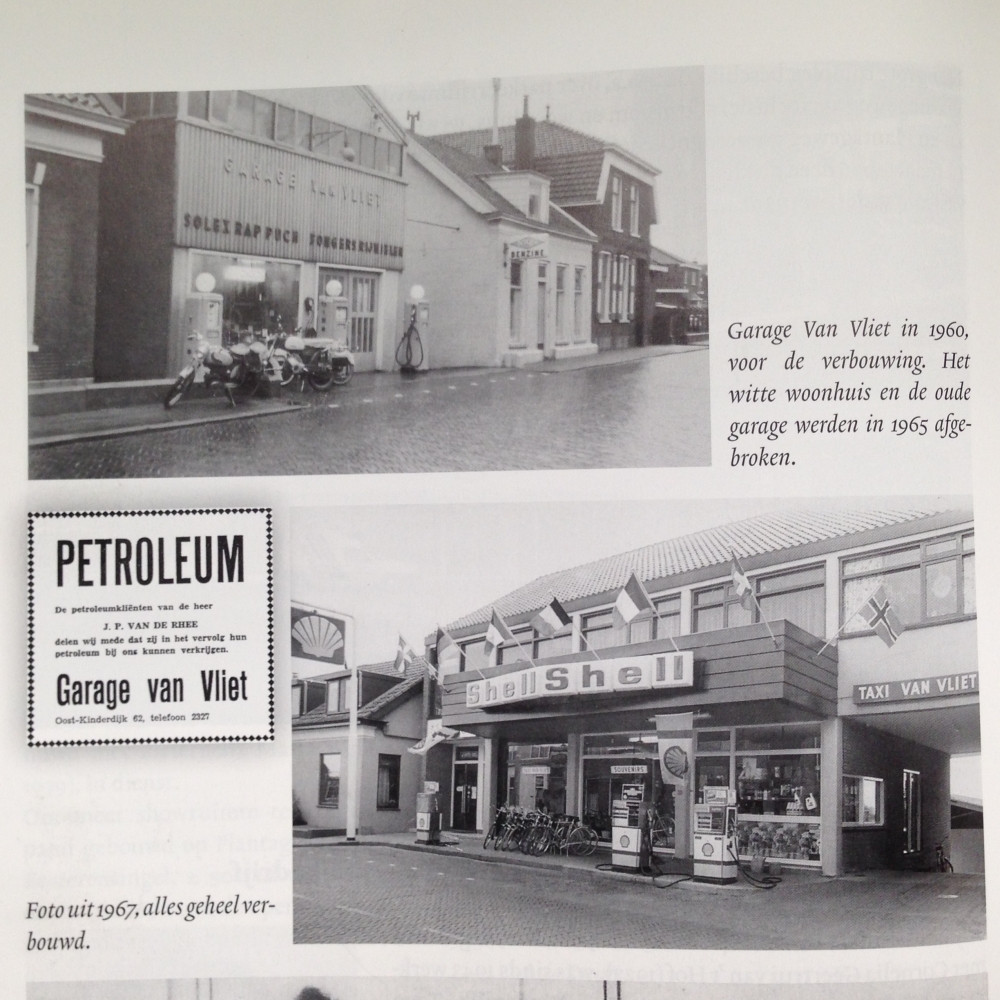 GARAGE VAN VLIET
SOLEX RAP PUCH JONGERS RIJWIELEN
BENZINE
Garage Van Vliet in 1960,
voor de verbouwing. Het
witte woonhuis en de oude
garage werden in 1965 afge-
broken.
PETROLEUM
De petroleumkliënten van de heer
J. P. VAN DE RHEE
delen wij mede dat zij in het vervolg hun
petroleum bij ons kunnen verkrijgen.
Garage van Vliet
Oost-Kinderdijk 62, telefoon 2327
Shell Shell
TAXI VAN VLIET
SOUVENIRS
Foto uit 1967, alles geheel ver-
bouwd.